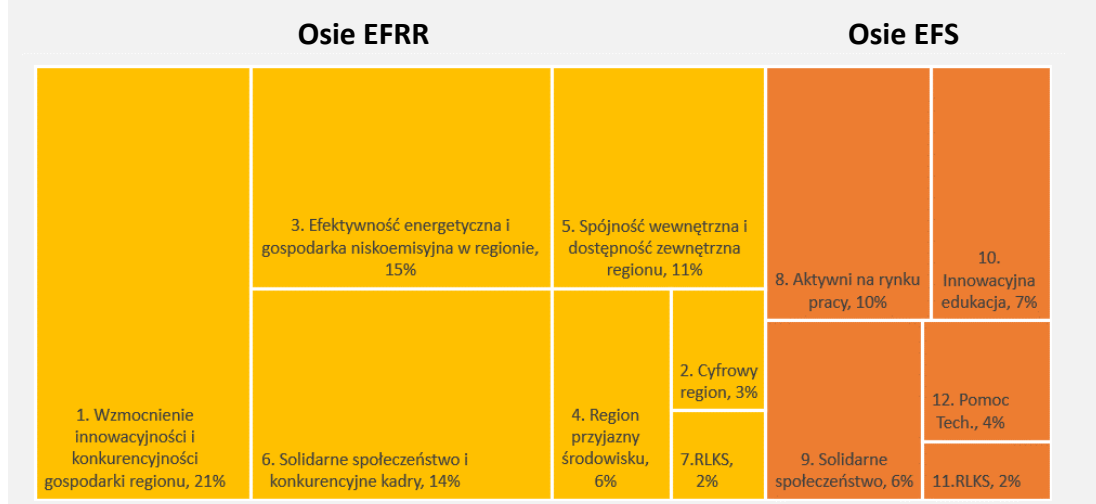 Osie EFRR
Osie EFS
1. Wzmocnienie
innowacyjności i
konkurencyjności
gospodarki regionu, 21%
3. Efektywność energetyczna i
gospodarka niskoemisyjna w regionie,
15%
6. Solidarne społeczeństwo i
konkurencyjne kadry, 14%
5. Spójność wewnętrzna i
dostępność zewnętrzna
regionu, 11%
4. Region
przyjazny
środowisku,
6%
2. Cyfrowy
region, 3%
7.RLKS,
2%
8. Aktywni na rynku
pracy, 10%
10.
Innowacyjna
edukacja, 7%
9. Solidarne
społeczeństwo, 6%
12. Pomoc
Tech., 4%
11.RLKS, 2%